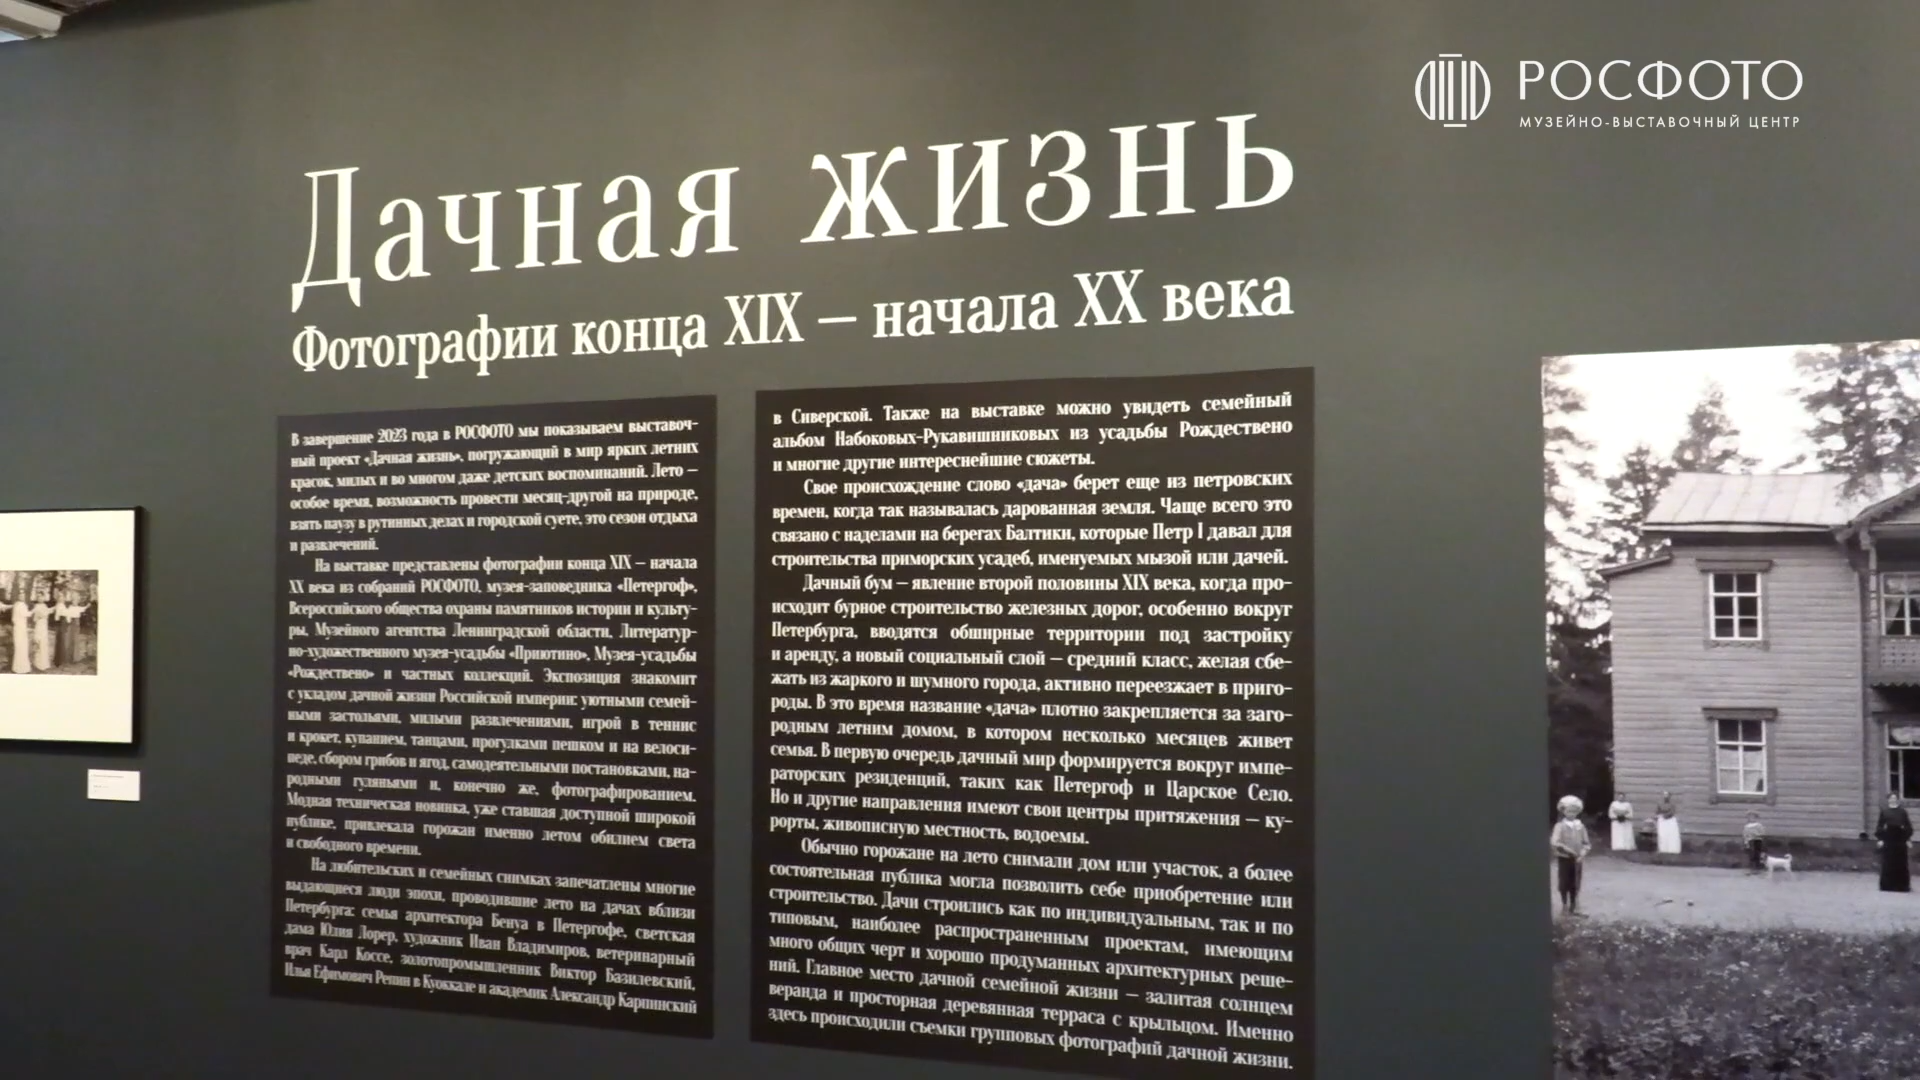 РОСФОТО
МУЗЕЙНО-ВЫСТАВОЧНЫЙ ЦЕНТР
Дачная жизнь
Фотографии конца XIX – начала XX века
В завершение 2023 года в РОСФОТО мы показываем выставоч-
ный проект «Дачная жизнь», погружающий в мир ярких летних
красок, милых и во многом даже детских воспоминаний. Лето –
особое время, возможность провести месяц-другой на природе,
взять паузу в рутинных делах и городской суете, это сезон отдыха
и развлечений.
На выставке представлены фотографии конца XIX – начала
XX века из собраний РОСФОТО, музея-заповедника «Петергоф»,
Всероссийского общества охраны памятников истории и культу-
ры, Музейного агентства Ленинградской области, Литератур-
но-художественного музея-усадьбы «Приютино», Музея-усадьбы
«Рождествено» и частных коллекций. Экспозиция знакомит
с укладом дачной жизни Российской империи: уютными семей-
ными застольями, милыми развлечениями, игрой в теннис
и крокет, купанием, танцами, прогулками пешком и на велоси-
педе, сбором грибов и ягод, самодеятельными постановками, на-
родными гуляньями и, конечно же, фотографированием.
Модная техническая новинка, уже ставшая доступной широкой
публике, привлекала горожан именно летом обилием света
и свободного времени.
На любительских и семейных снимках запечатлены многие
выдающиеся люди эпохи, проводившие лето на дачах вблизи
Петербурга: семья архитектора Бенуа в Петергофе, светская
дама Юлия Лорер, художник Иван Владимиров, ветеринарный
врач Карл Коссе, золотопромышленник Виктор Базилевский,
Илья Ефимович Репин в Куоккале и академик Александр Карпинский
в Сиверской. Также на выставке можно увидеть семейный
альбом Набоковых-Рукавишниковых из усадьбы Рождествено
и многие другие интереснейшие сюжеты.
Свое происхождение слово «дача» берет еще из петровских
времен, когда так называлась дарованная земля. Чаще всего это
связано с наделами на берегах Балтики, которые Петр I давал для
строительства приморских усадеб, именуемых мызой или дачей.
Дачный бум – явление второй половины XIX века, когда про-
исходит бурное строительство железных дорог, особенно вокруг
Петербурга, вводятся обширные территории под застройку
и аренду, а новый социальный слой – средний класс, желая сбе-
жать из жаркого и шумного города, активно переезжает в приго-
роды. В это время название «дача» плотно закрепляется за заго-
родным летним домом, в котором несколько месяцев живет
семья. В первую очередь дачный мир формируется вокруг импе-
раторских резиденций, таких как Петергоф и Царское Село.
Но и другие направления имеют свои центры притяжения – ку-
рорты, живописную местность, водоемы.
Обычно горожане на лето снимали дом или участок, а более
состоятельная публика могла позволить себе приобретение или
строительство. Дачи строились как по индивидуальным, так и по
типовым, наиболее распространенным проектам, имеющим
много общих черт и хорошо продуманных архитектурных реше-
ний. Главное место дачной семейной жизни – залитая солнцем
веранда и просторная деревянная терраса с крыльцом. Именно
здесь происходили съемки групповых фотографий дачной жизни.